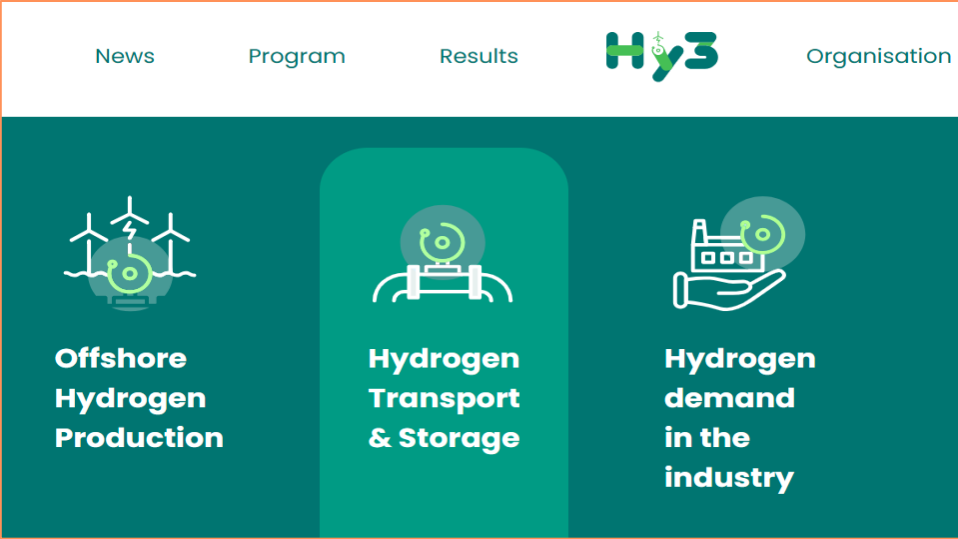 News Program Results Hy3 Organisation
Offshore
Hydrogen
Production
Hydrogen
Transport
& Storage
Hydrogen
demand
in the
industry